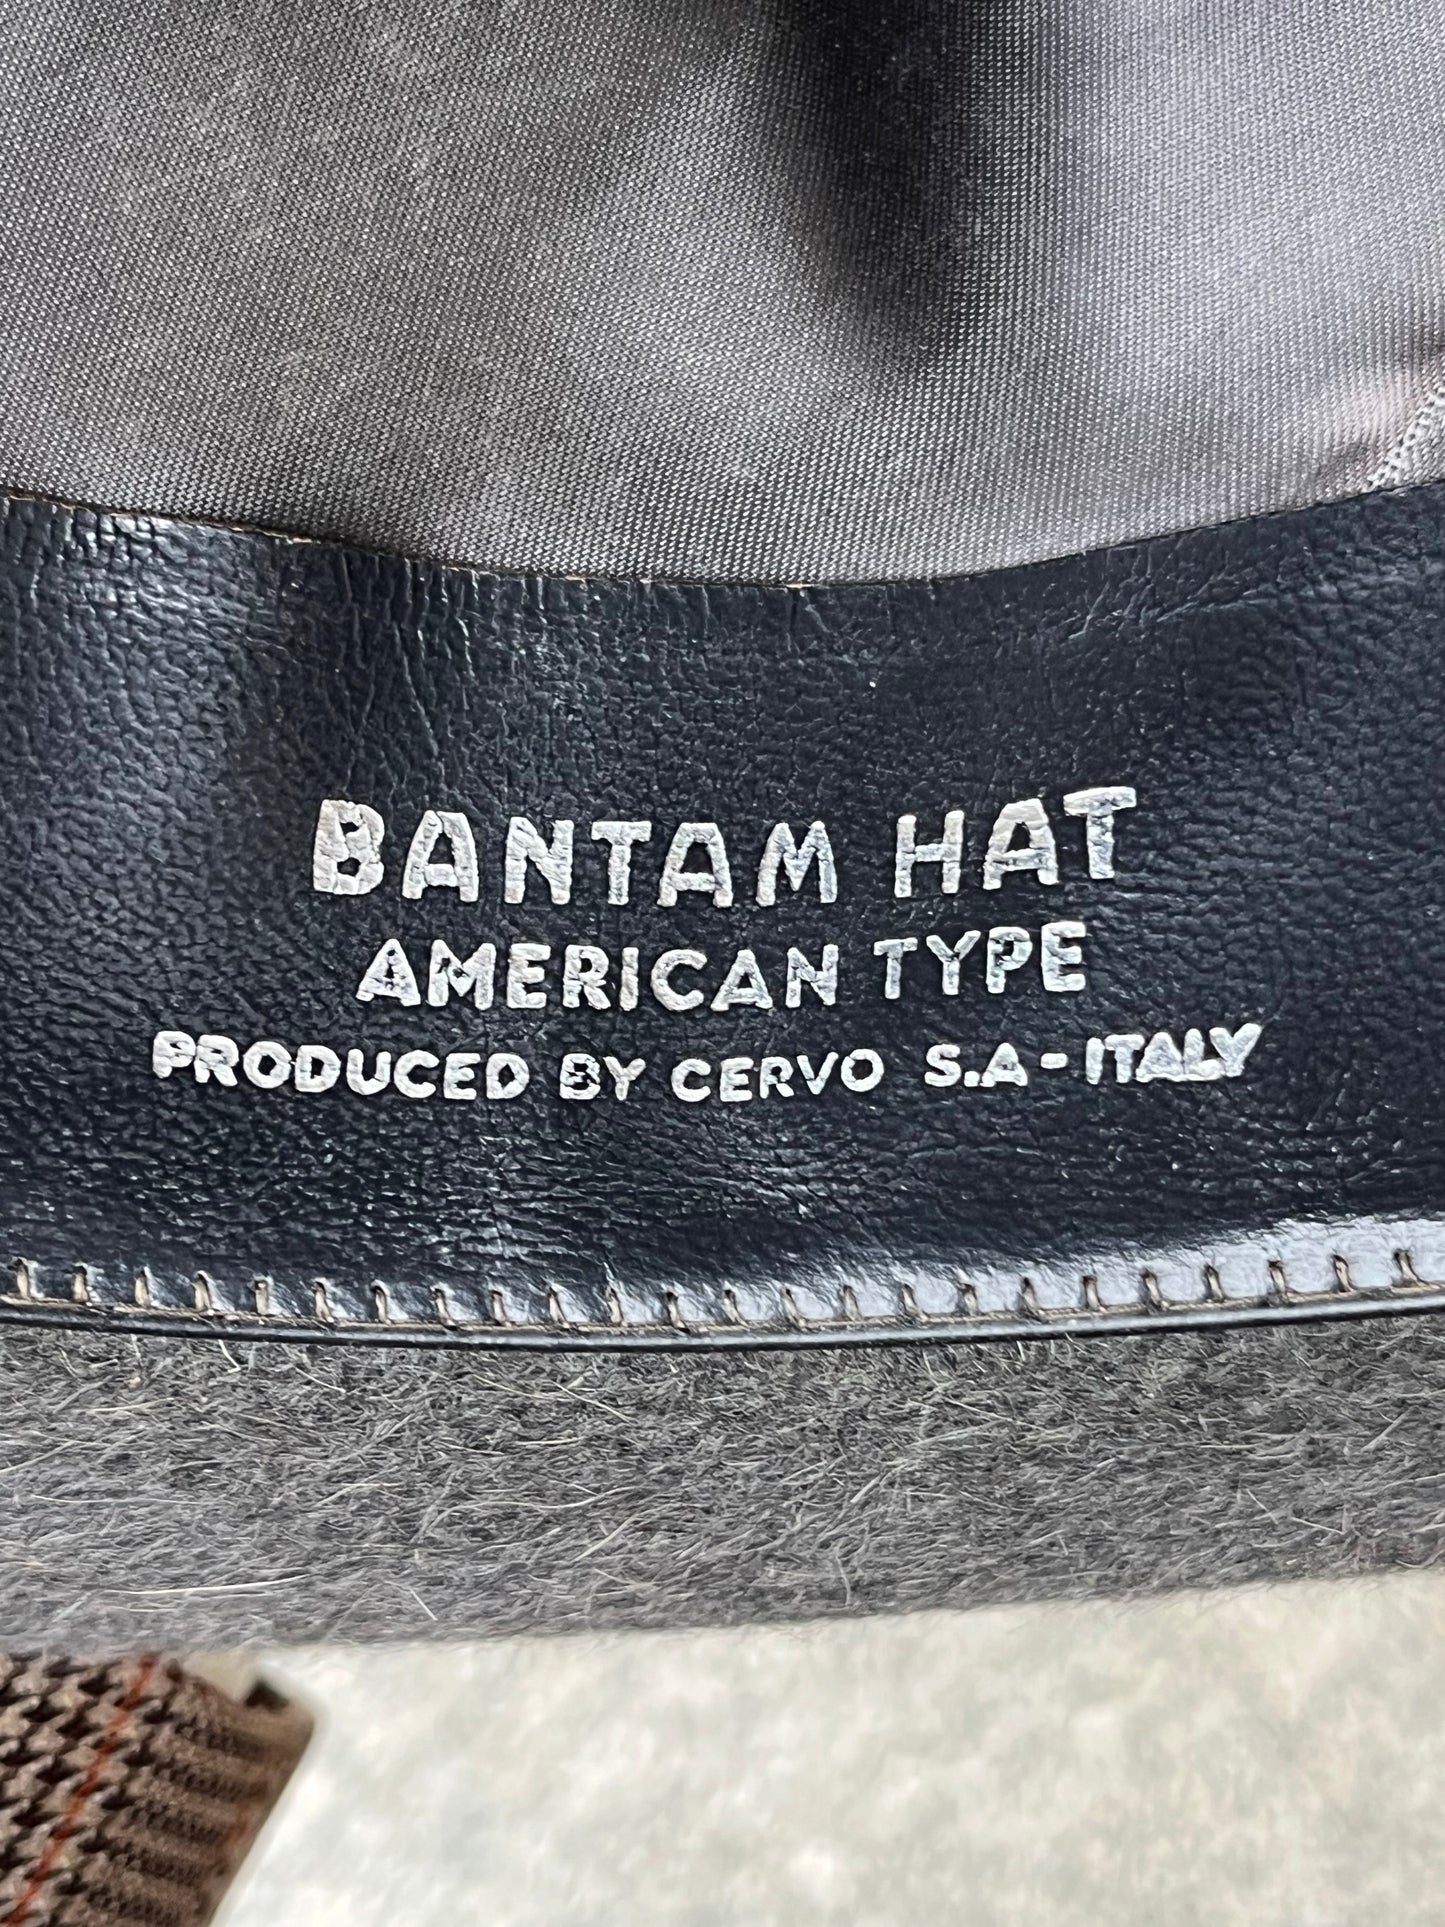 BANTAM HAT
AMERICAN TYPE
PRODUCED BY CERVO S.A-ITALY